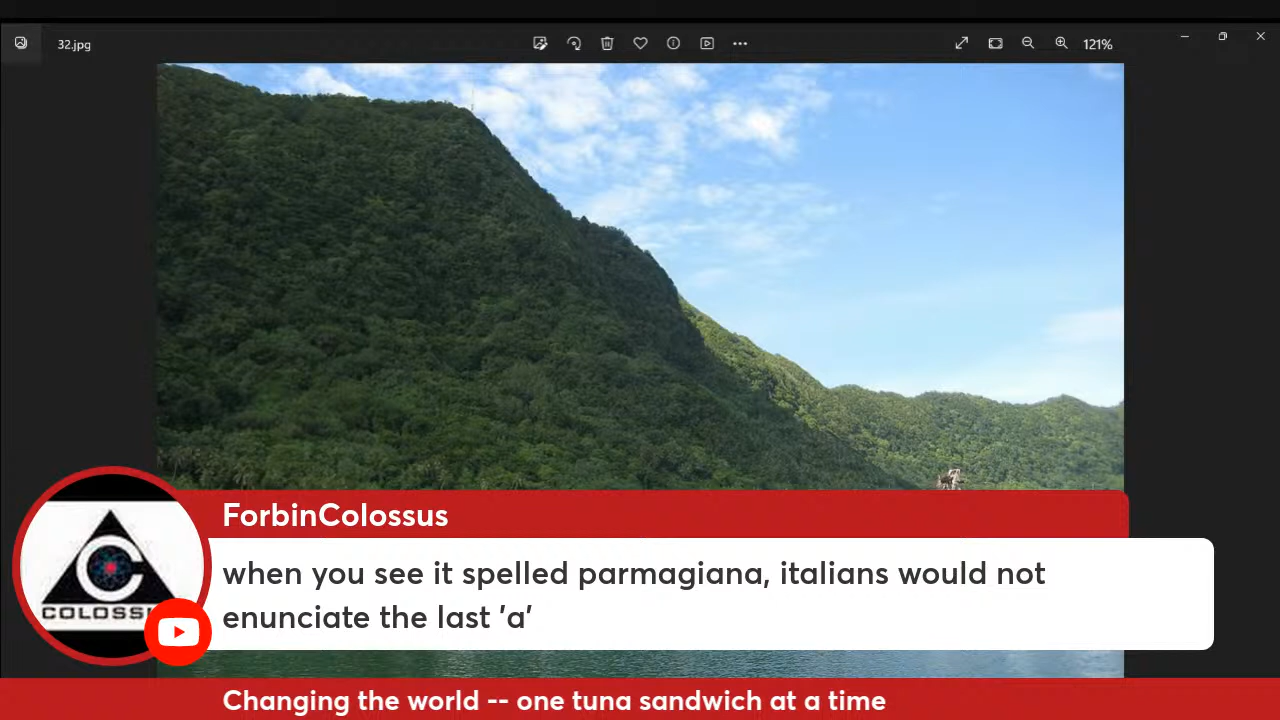 32.jpg
121%
ForbinColossus
when you see it spelled parmagiana, italians would not
enunciate the last 'a'
C
COLOSS
Changing the world -- one tuna sandwich at a time